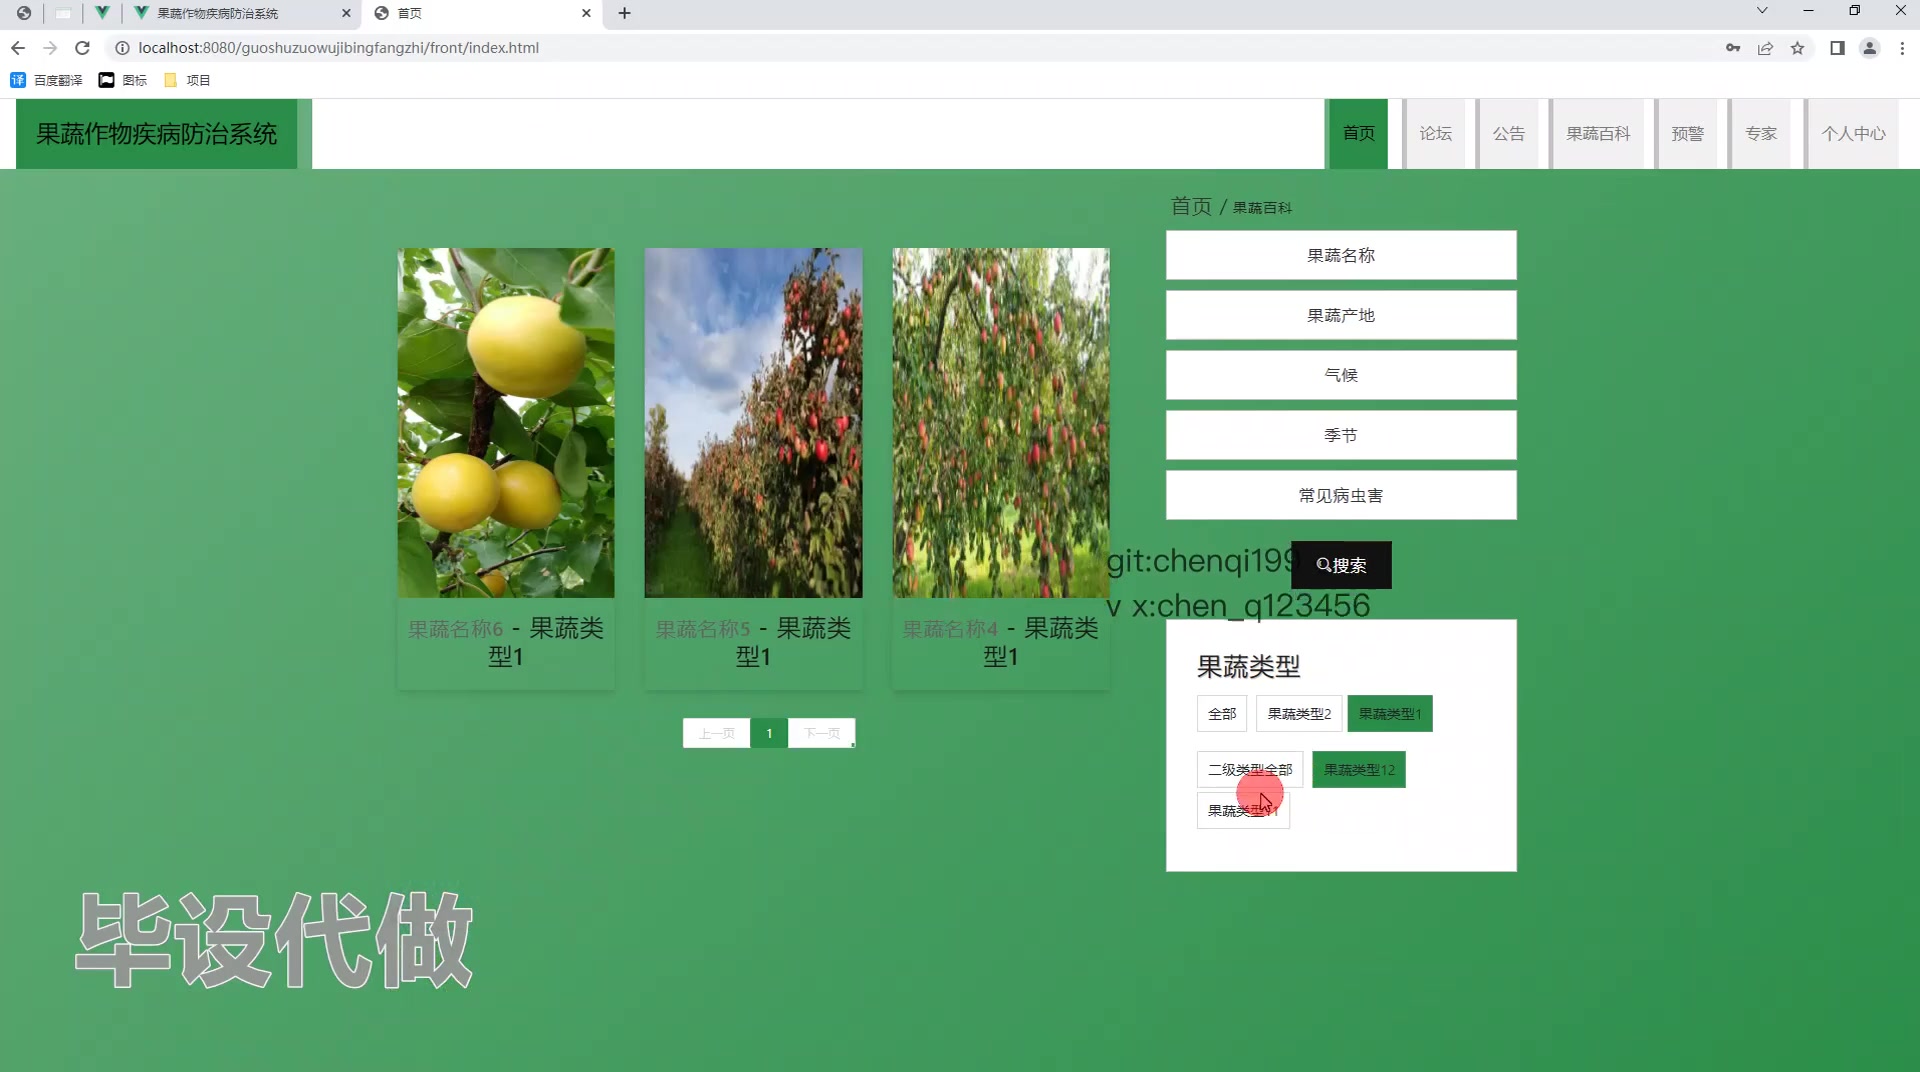 果蔬作物疾病防治系统
首页
localhost:8080/guoshuzuowujibingfangzhi/front/index.html
译 百度翻译 图标 项目
果蔬作物疾病防治系统
首页 论坛 公告 果蔬百科 预警 专家 个人中心
首页 / 果蔬百科
果蔬名称
果蔬产地
气候
季节
常见病虫害
搜索
git:chenqi199
v x:chen_q123456
果蔬名称6 - 果蔬类
型1
果蔬名称5 - 果蔬类
型1
果蔬名称4 - 果蔬类
型1
上一页 1 下一页
果蔬类型
全部 果蔬类型2 果蔬类型1
二级类型全部 果蔬类型12
果蔬类型11
毕设代做